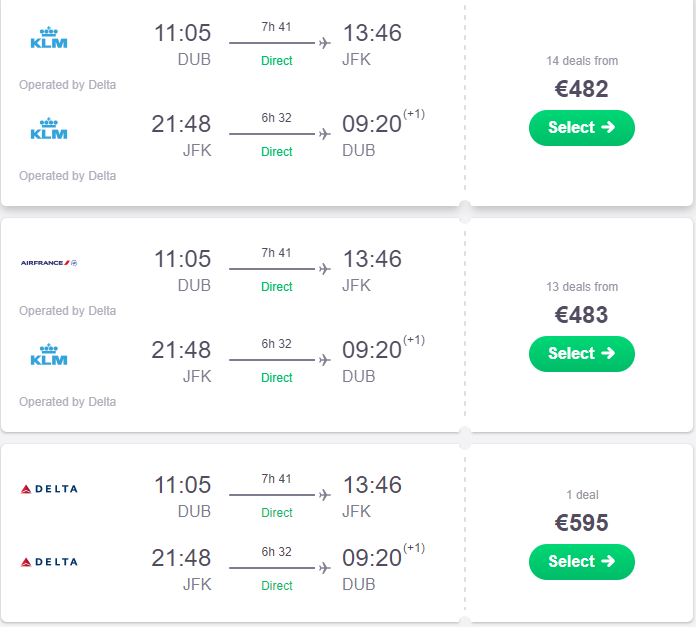 KLM
11:05 7h 41 13:46
DUB Direct JFK
Operated by Delta
KLM
21:48 6h 32 09:20(+1)
JFK Direct DUB
Operated by Delta
14 deals from
€482
Select
AIRFRANCE
11:05 7h 41 13:46
DUB Direct JFK
Operated by Delta
KLM
21:48 6h 32 09:20(+1)
JFK Direct DUB
Operated by Delta
13 deals from
€483
Select
DELTA
11:05 7h 41 13:46
DUB Direct JFK
DELTA
21:48 6h 32 09:20(+1)
JFK Direct DUB
1 deal
€595
Select